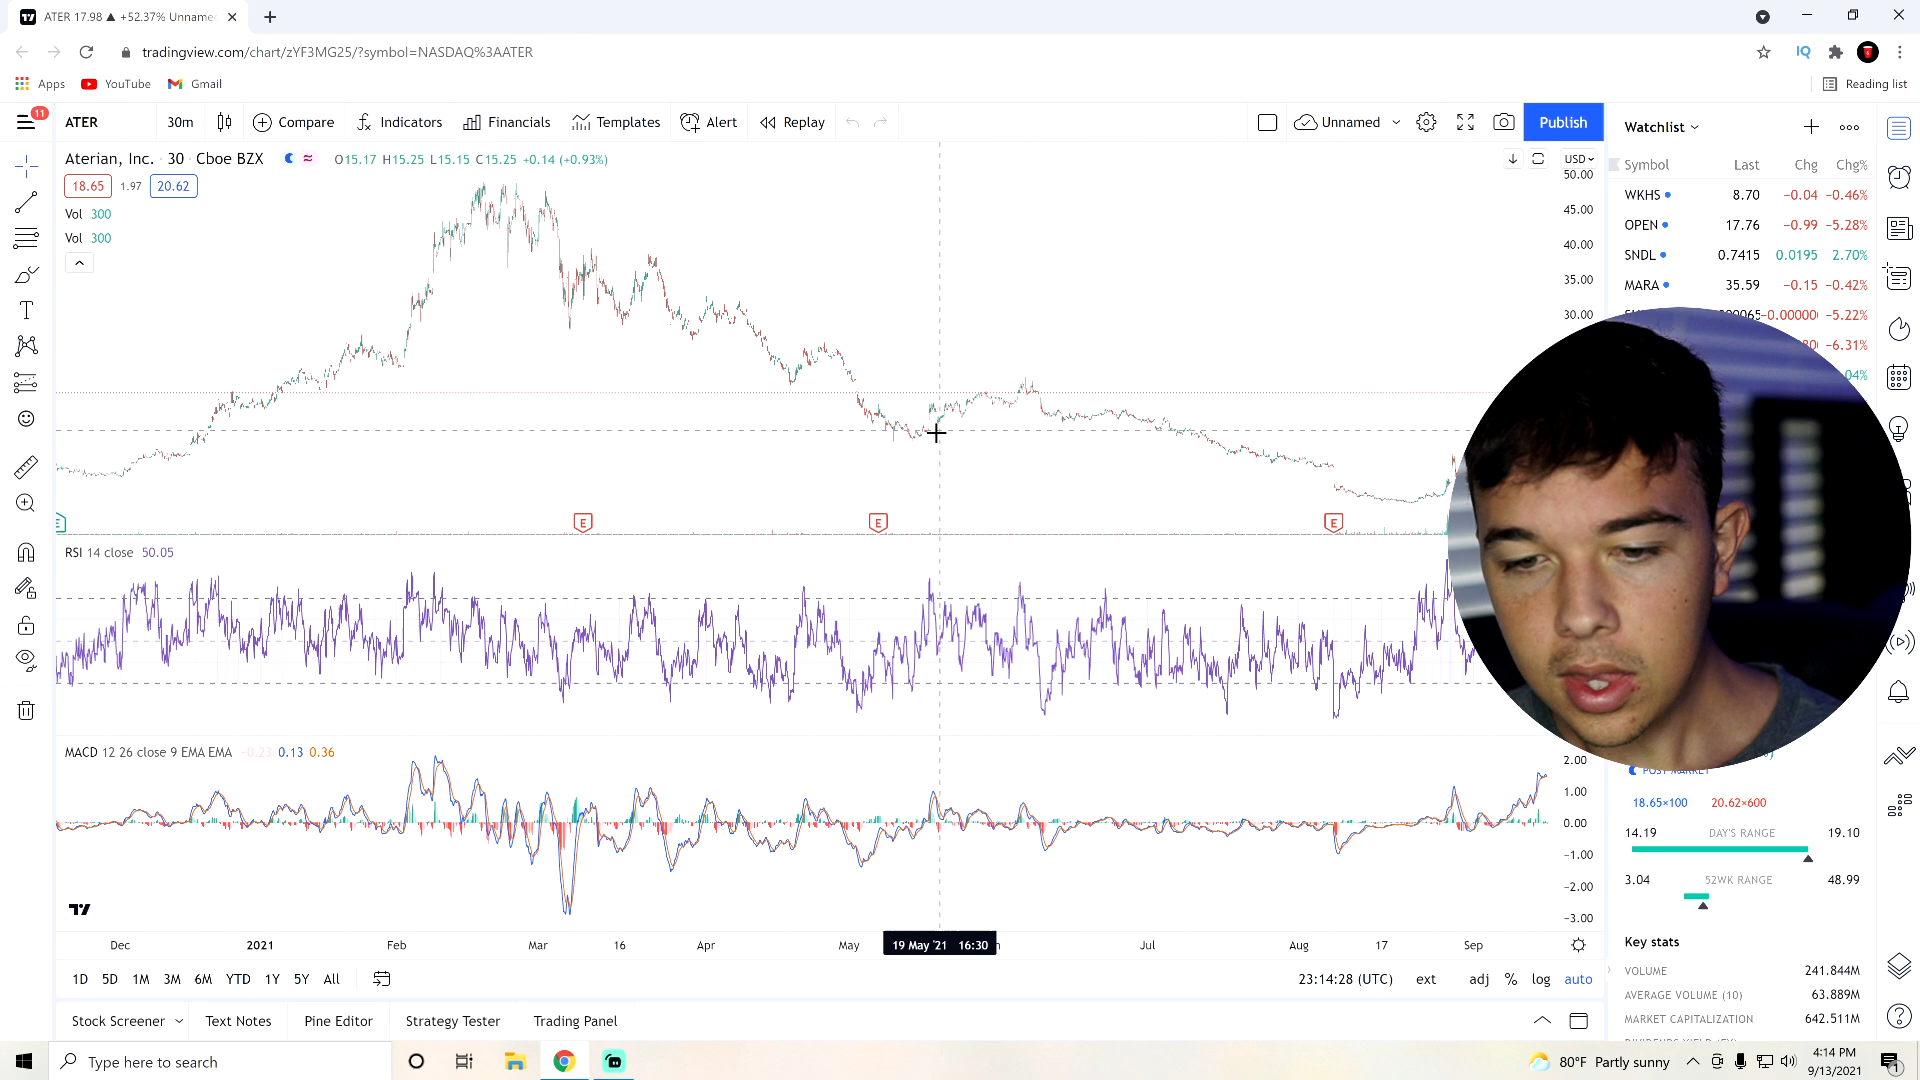 ATER 17.98 ▲ +52.37% Unname
tradingview.com/chart/zYF3MG25/?symbol=NASDAQ%3AATER
IQ
Apps YouTube Gmail Reading list
11
ATER 30m Compare Indicators Financials Templates Alert Replay Unnamed Publish
Watchlist
Aterian, Inc. · 30 · Cboe BZX O15.17 H15.25 L15.15 C15.25 +0.14 (+0.93%)
18.65 1.97 20.62
Vol 300
Vol 300
USD
50.00
45.00
40.00
35.00
30.00
Symbol Last Chg Chg%
WKHS 8.70 −0.04 −0.46%
OPEN 17.76 −0.99 −5.28%
SNDL 0.7415 0.0195 2.70%
MARA 35.59 −0.15 −0.42%
−0.00000 −5.22%
−6.31%
04%
E E E E
RSI 14 close 50.05
MACD 12 26 close 9 EMA EMA −0.23 0.13 0.36
2.00
1.00
0.00
−1.00
−2.00
−3.00
POST MARKET
18.65×100 20.62×600
14.19 DAY'S RANGE 19.10
3.04 52WK RANGE 48.99
Key stats
VOLUME 241.844M
AVERAGE VOLUME (10) 63.889M
MARKET CAPITALIZATION 642.511M
Dec 2021 Feb Mar 16 Apr May 19 May '21 16:30 Jul Aug 17 Sep
1D 5D 1M 3M 6M YTD 1Y 5Y All 23:14:28 (UTC) ext adj % log auto
Stock Screener Text Notes Pine Editor Strategy Tester Trading Panel
Type here to search
80°F Partly sunny
4:14 PM
9/13/2021
1